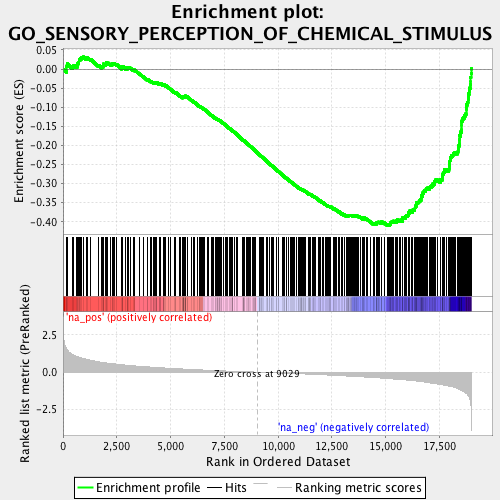 Enrichment plot:
GO_SENSORY_PERCEPTION_OF_CHEMICAL_STIMULUS
Enrichment score (ES)
0.05
0.00
-0.05
-0.10
-0.15
-0.20
-0.25
-0.30
-0.35
-0.40
'na_pos' (positively correlated)
Ranked list metric (PreRanked)
2.5
0.0
-2.5
Zero cross at 9029
'na_neg' (negatively correlated)
0
2,500
5,000
7,500
10,000
12,500
15,000
17,500
Rank in Ordered Dataset
Enrichment profile
Hits
Ranking metric scores